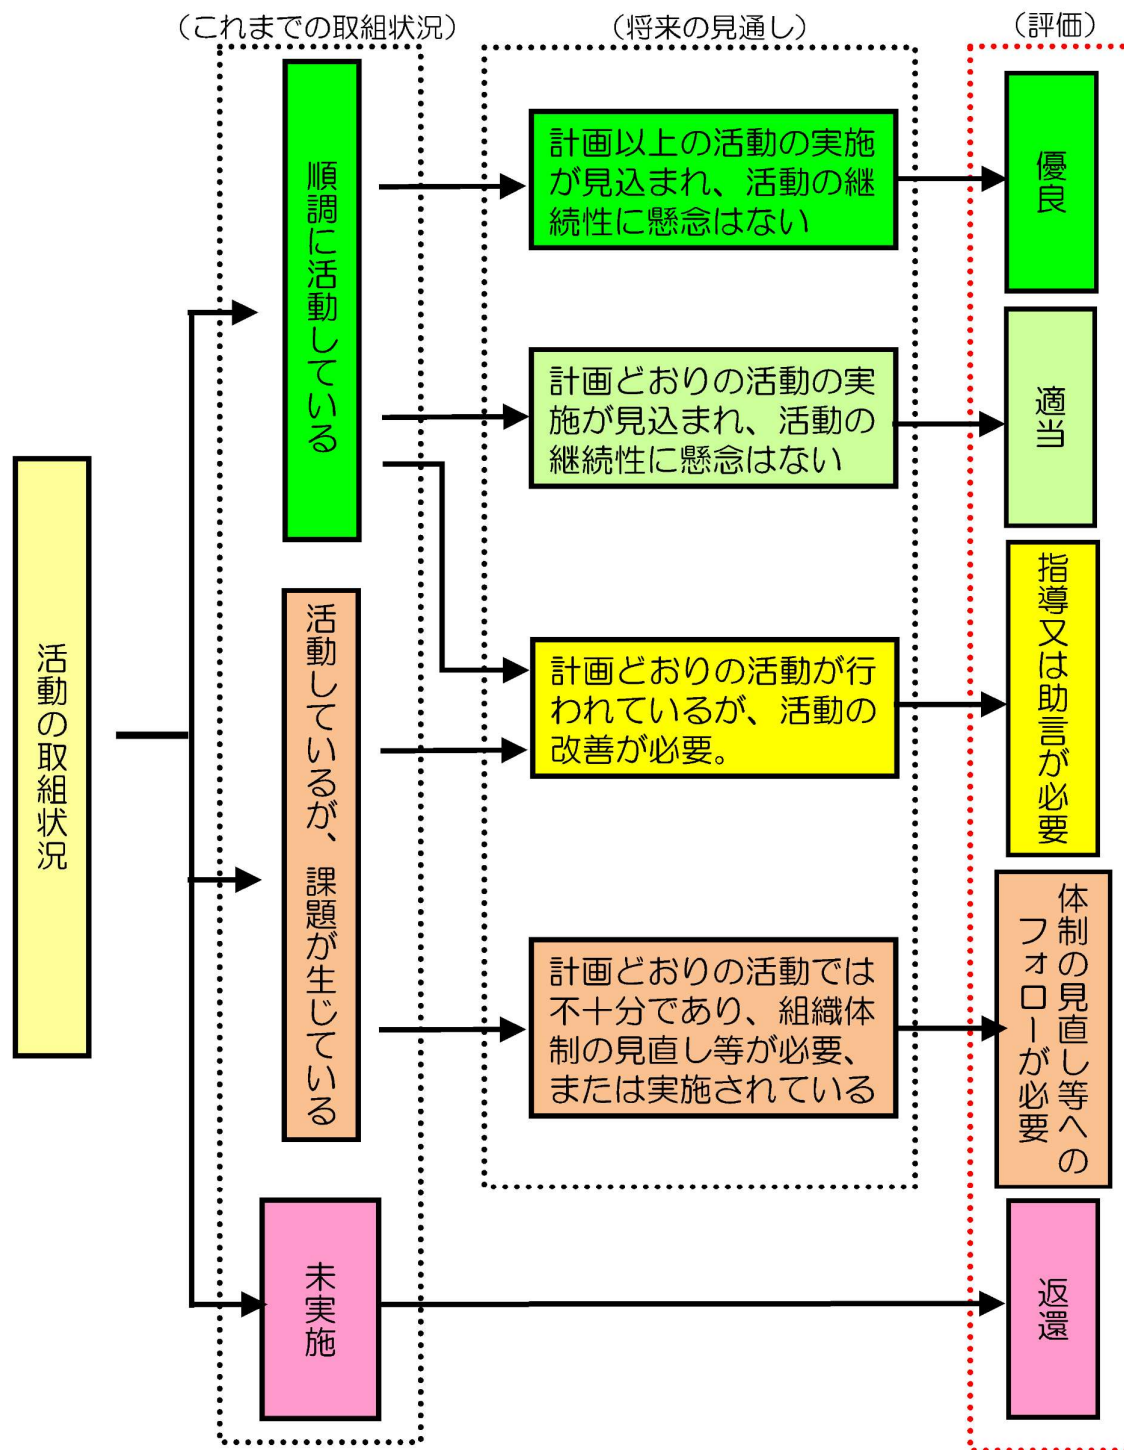 （これまでの取組状況）
（将来の見通し）
（評価）
活動の取組状況
順調に活動している
計画以上の活動の実施
が見込まれ、活動の継
続性に懸念はない
優良
計画どおりの活動の実
施が見込まれ、活動の
継続性に懸念はない
適当
活動しているが、課題が生じている
計画どおりの活動が行
われているが、活動の
改善が必要。
指導又は助言が必要
計画どおりの活動では
不十分であり、組織体
制の見直し等が必要、
または実施されている
体制の見直し等への
フォローが必要
未実施
返還